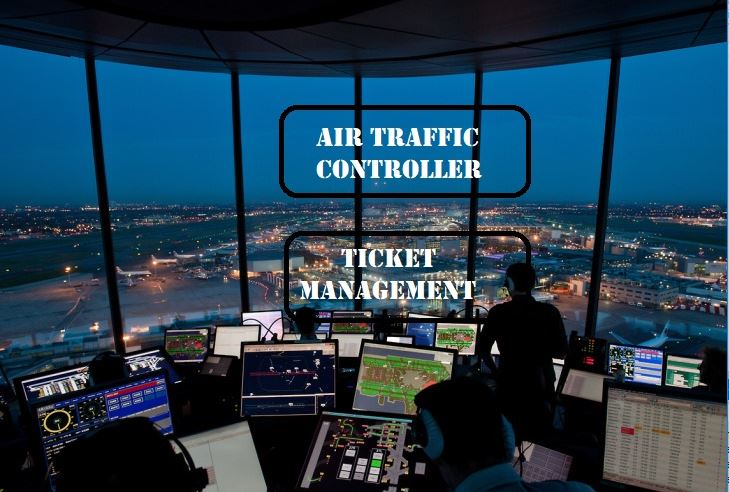 AIR TRAFFIC
CONTROLLER
TICKET
MANAGEMENT